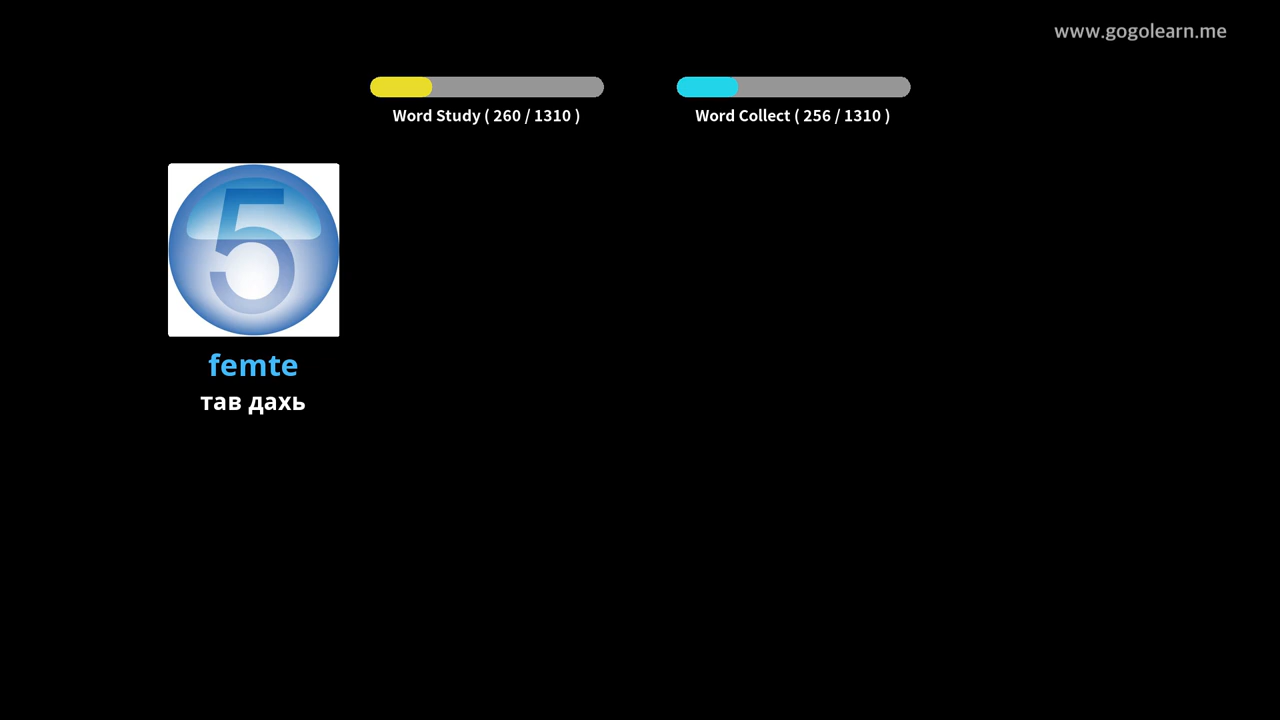 www.gogolearn.me
Word Study ( 260 / 1310 )
Word Collect ( 256 / 1310 )
5
femte
тав дахь